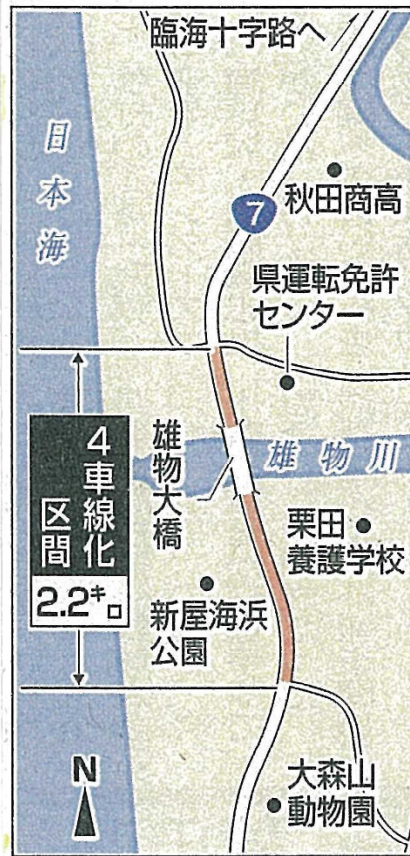 臨海十字路へ
日本海
7
秋田商高
県運転免許
センター
4車線化
区間
2.2キロ
雄物大橋
雄物川
栗田
養護学校
新屋海浜
公園
N
大森山
動物園